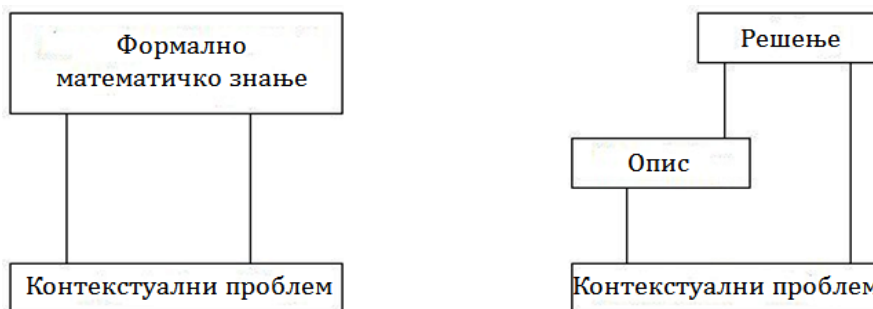 Формално
математичко знање
Решење
Опис
Контекстуални проблем
Контекстуални проблем